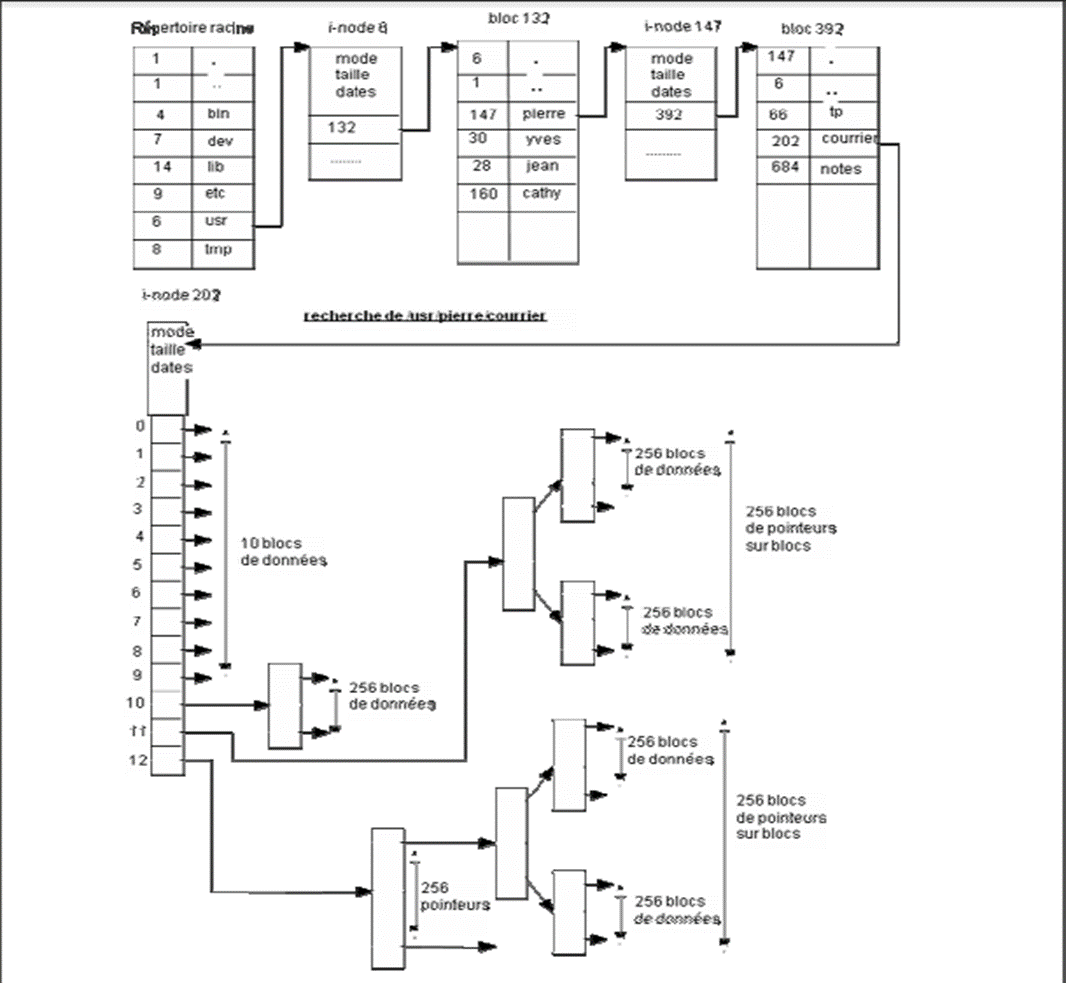 Répertoire racine
i-node 6
bloc 132
i-node 147
bloc 392
1 .
1 ..
4 bin
7 dev
14 lib
9 etc
6 usr
8 tmp
mode
taille
dates
132
........
6 .
1 ..
147 pierre
30 yves
28 jean
160 cathy
mode
taille
dates
392
.........
147 .
6 ..
66 tp
202 courrier
684 notes
i-node 202
recherche de /usr/pierre/courrier
mode
taille
dates
0
1
2
3
4
5
6
7
8
9
10
11
12
10 blocs
de données
256 blocs
de données
256 blocs
de données
256 blocs
de données
256 blocs
de pointeurs
sur blocs
256
pointeurs
256 blocs
de données
256 blocs
de données
256 blocs
de pointeurs
sur blocs